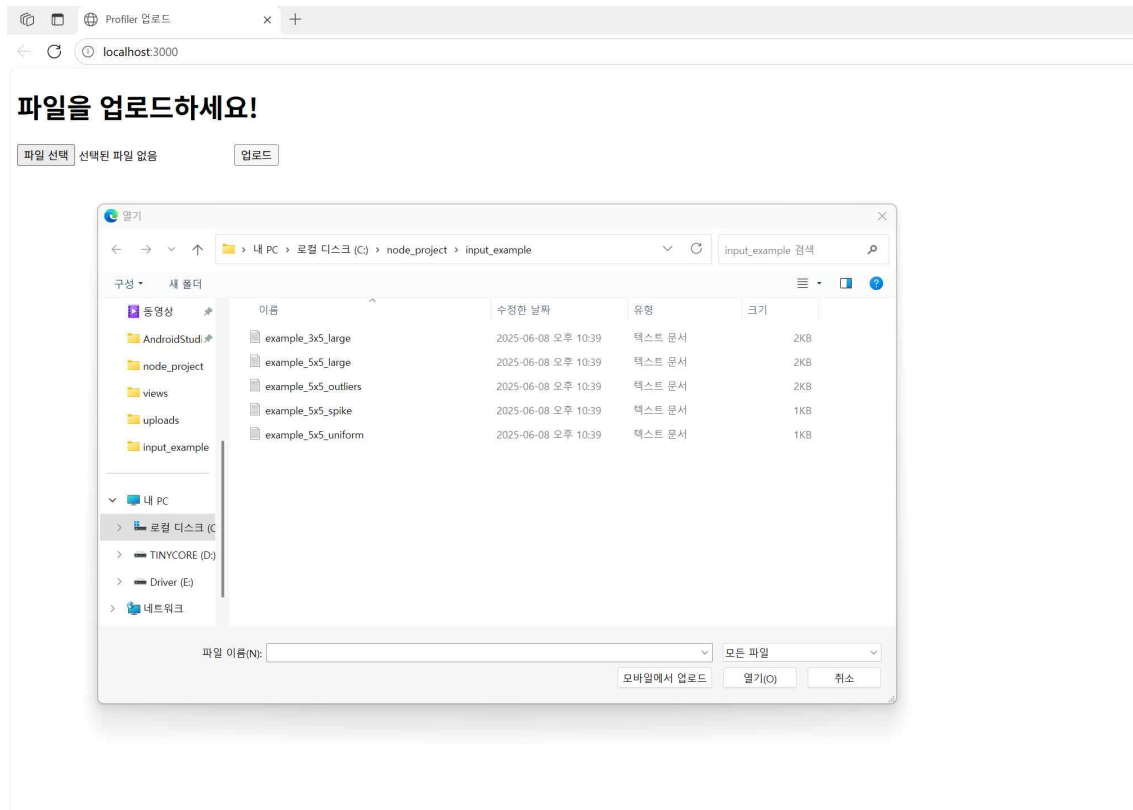 Profiler 업로드
localhost:3000
파일을 업로드하세요!
파일 선택 선택된 파일 없음 업로드
열기
내 PC › 로컬 디스크 (C:) › node_project › input_example
input_example 검색
구성 새 폴더
이름 수정한 날짜 유형 크기
동영상
AndroidStudi
node_project
views
uploads
input_example
내 PC
로컬 디스크 (C
TINYCORE (D:)
Driver (E:)
네트워크
example_3x5_large 2025-06-08 오후 10:39 텍스트 문서 2KB
example_5x5_large 2025-06-08 오후 10:39 텍스트 문서 2KB
example_5x5_outliers 2025-06-08 오후 10:39 텍스트 문서 2KB
example_5x5_spike 2025-06-08 오후 10:39 텍스트 문서 1KB
example_5x5_uniform 2025-06-08 오후 10:39 텍스트 문서 1KB
파일 이름(N): 모든 파일
모바일에서 업로드 열기(O) 취소